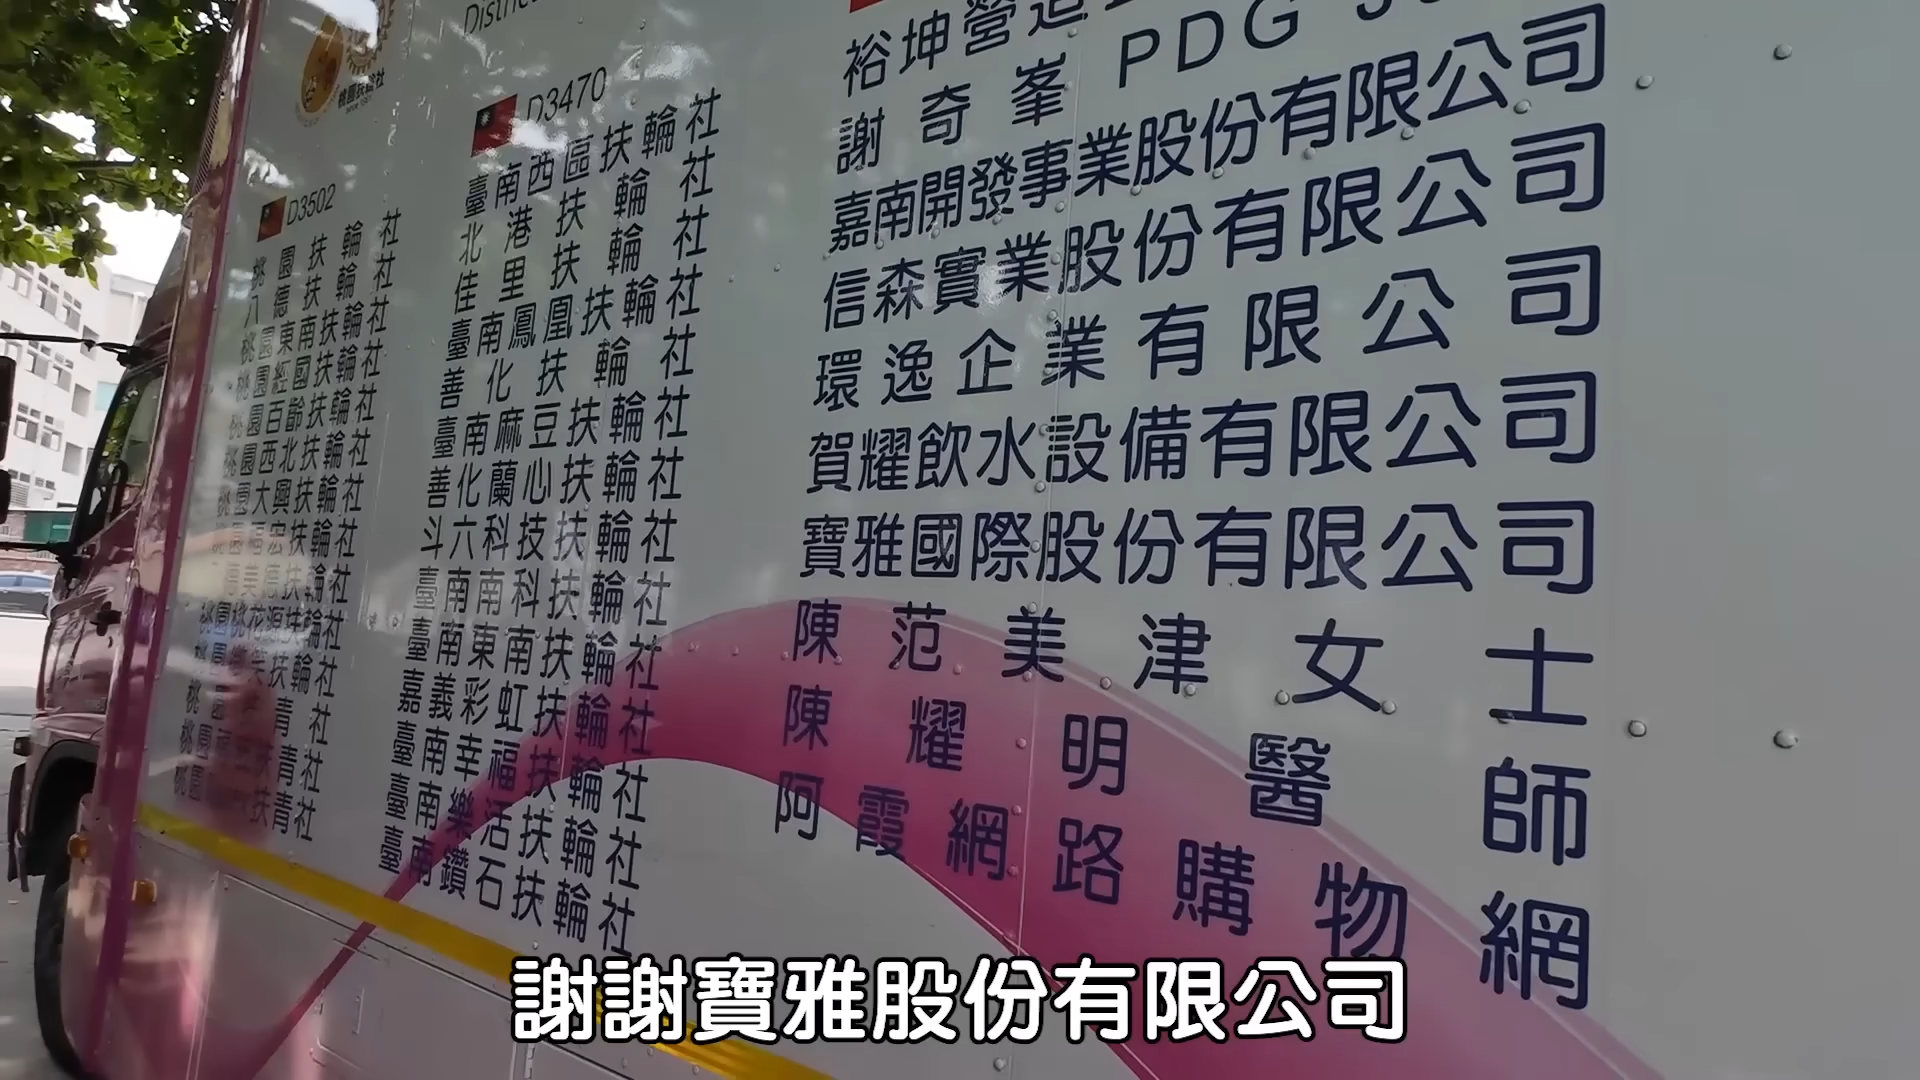 桃園扶輪社
D3502
桃園扶輪社
八德扶輪社
桃園東南扶輪社
桃園經國扶輪社
桃園百齡扶輪社
桃園西北扶輪社
桃園大興扶輪社
D3470
臺南西區扶輪社
北港扶輪社
佳里扶輪社
臺南鳳凰扶輪社
善化扶輪社
臺南麻豆扶輪社
善化蘭心扶輪社
斗六科技扶輪社
臺南南科扶輪社
臺南東南扶輪社
嘉義彩虹扶輪社
臺南幸福扶輪社
臺南樂活扶輪社
臺南鑽石扶輪社
裕坤營造
謝奇峯 PDG
嘉南開發事業股份有限公司
信森實業股份有限公司
環逸企業有限公司
賀耀飲水設備有限公司
寶雅國際股份有限公司
陳范美津女士
陳耀明醫師
阿霞網路購物網
謝謝寶雅股份有限公司